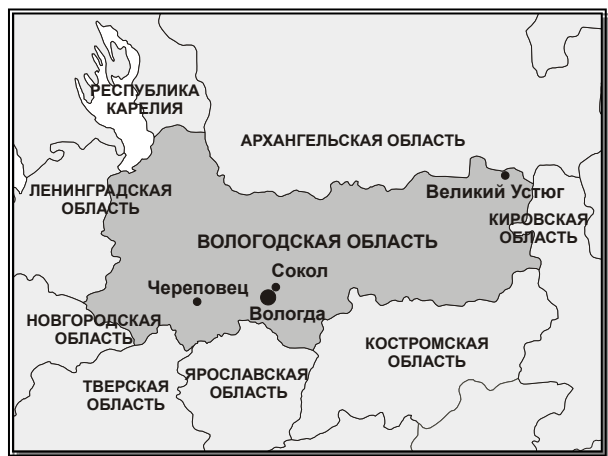 РЕСПУБЛИКА
КАРЕЛИЯ
АРХАНГЕЛЬСКАЯ ОБЛАСТЬ
ЛЕНИНГРАДСКАЯ
ОБЛАСТЬ
Великий Устюг
КИРОВСКАЯ
ОБЛАСТЬ
ВОЛОГОДСКАЯ ОБЛАСТЬ
Сокол
Череповец
Вологда
НОВГОРОДСКАЯ
ОБЛАСТЬ
КОСТРОМСКАЯ
ОБЛАСТЬ
ЯРОСЛАВСКАЯ
ОБЛАСТЬ
ТВЕРСКАЯ
ОБЛАСТЬ